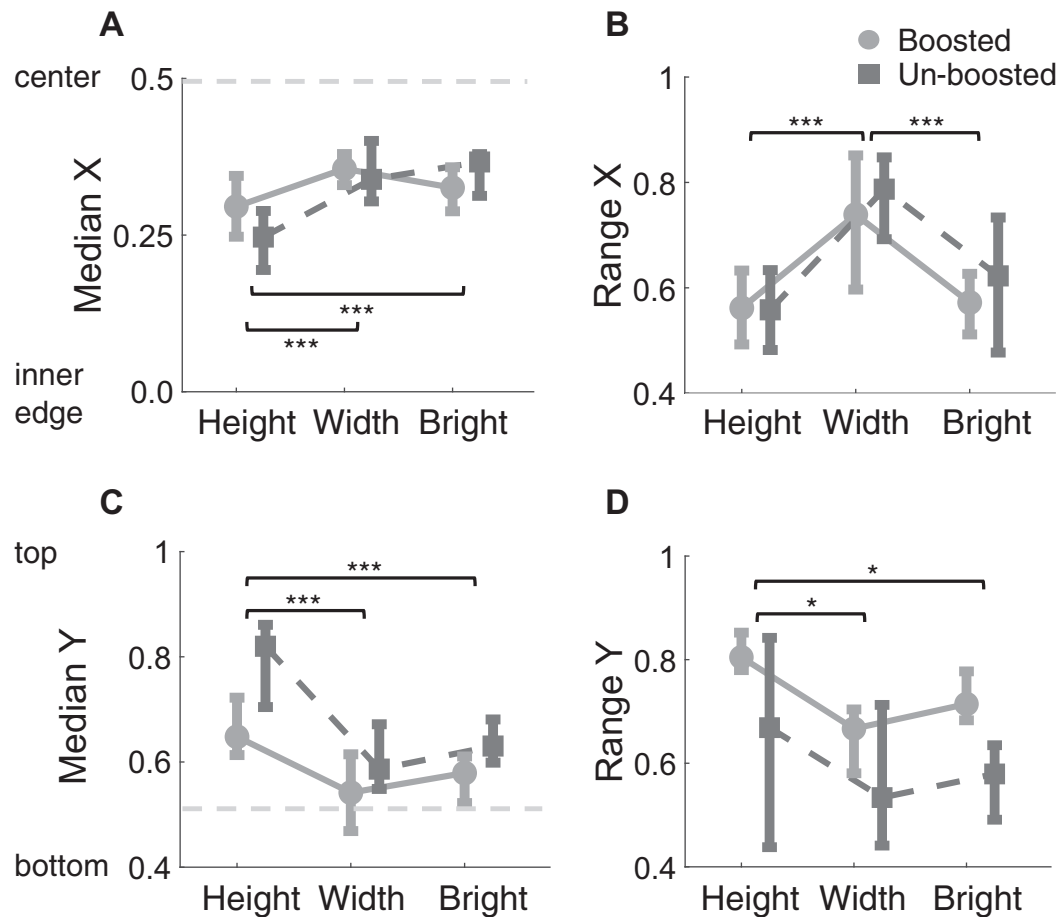 A
center
0.5
0.25
0.0
inner
edge
Median X
***
***
Height Width Bright
B
Boosted
Un-boosted
1
0.8
0.6
0.4
Range X
*** ***
Height Width Bright
C
top
bottom
1
0.8
0.6
0.4
Median Y
***
***
Height Width Bright
D
1
0.8
0.6
0.4
Range Y
*
*
Height Width Bright